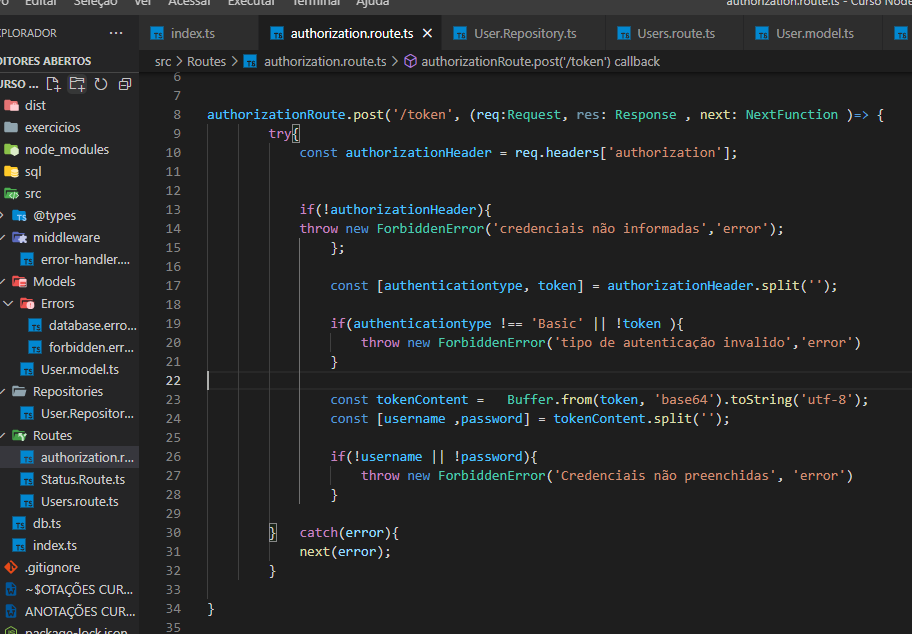 Editar Seleção Ver Acessar Executar Terminal Ajuda authorization.route.ts - Curso Node
EXPLORADOR ...
index.ts authorization.route.ts × User.Repository.ts Users.route.ts User.model.ts
EDITORES ABERTOS
src > Routes > authorization.route.ts > authorizationRoute.post('/token') callback
CURSO ...
dist
exercicios
node_modules
sql
src
@types
middleware
error-handler....
Models
Errors
database.erro...
forbidden.err...
User.model.ts
Repositories
User.Repositor...
Routes
authorization.r...
Status.Route.ts
Users.route.ts
db.ts
index.ts
.gitignore
~$OTAÇÕES CUR...
ANOTAÇÕES CUR...
package-lock.json
6
7
8 authorizationRoute.post('/token', (req:Request, res: Response , next: NextFunction )=> {
9 try{
10 const authorizationHeader = req.headers['authorization'];
11
12
13 if(!authorizationHeader){
14 throw new ForbiddenError('credenciais não informadas','error');
15 };
16
17 const [authenticationtype, token] = authorizationHeader.split('');
18
19 if(authenticationtype !== 'Basic' || !token ){
20 throw new ForbiddenError('tipo de autenticação invalido','error')
21 }
22
23 const tokenContent = Buffer.from(token, 'base64').toString('utf-8');
24 const [username ,password] = tokenContent.split('');
25
26 if(!username || !password){
27 throw new ForbiddenError('Credenciais não preenchidas', 'error')
28 }
29
30 } catch(error){
31 next(error);
32 }
33
34 }
35